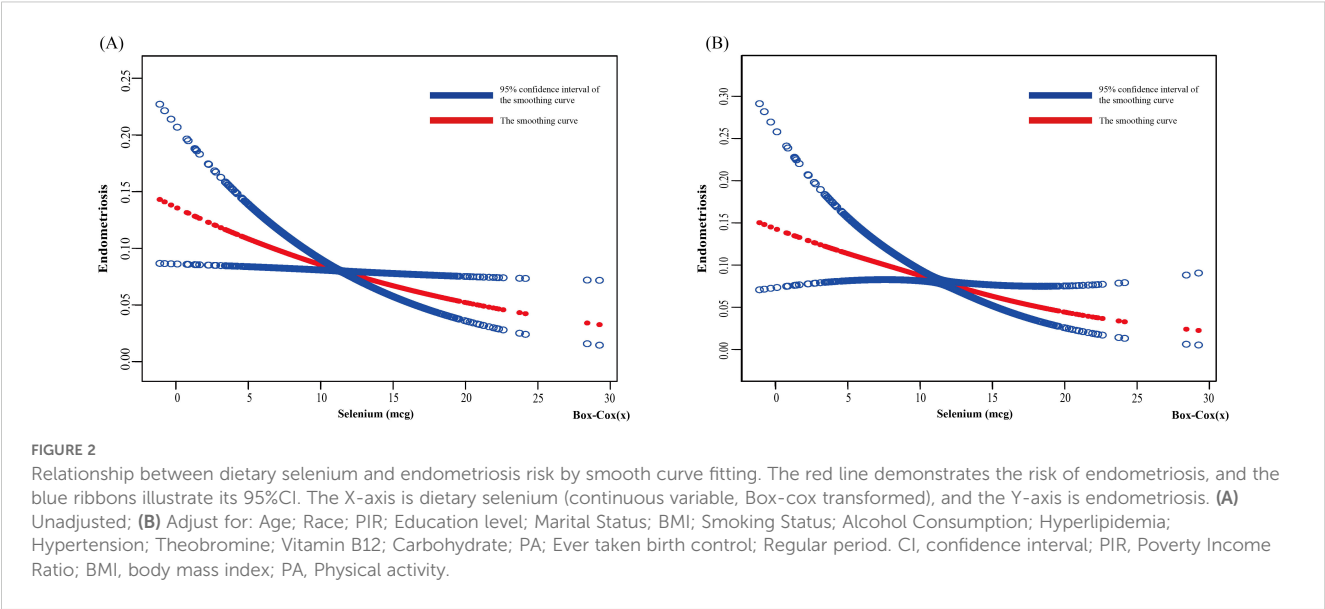 (A)
0.25
0.20
0.15
0.10
0.05
0.00
Endometriosis
95% confidence interval of
the smoothing curve
The smoothing curve
0
5
10
15
20
25
30
Selenium (mcg)
Box-Cox(x)
(B)
0.30
0.25
0.20
0.15
0.10
0.05
0.00
Endometriosis
95% confidence interval of
the smoothing curve
The smoothing curve
0
5
10
15
20
25
30
Selenium (mcg)
Box-Cox(x)
FIGURE 2
Relationship between dietary selenium and endometriosis risk by smooth curve fitting. The red line demonstrates the risk of endometriosis, and the
blue ribbons illustrate its 95%CI. The X-axis is dietary selenium (continuous variable, Box-cox transformed), and the Y-axis is endometriosis. (A)
Unadjusted; (B) Adjust for: Age; Race; PIR; Education level; Marital Status; BMI; Smoking Status; Alcohol Consumption; Hyperlipidemia;
Hypertension; Theobromine; Vitamin B12; Carbohydrate; PA; Ever taken birth control; Regular period. CI, confidence interval; PIR, Poverty Income
Ratio; BMI, body mass index; PA, Physical activity.